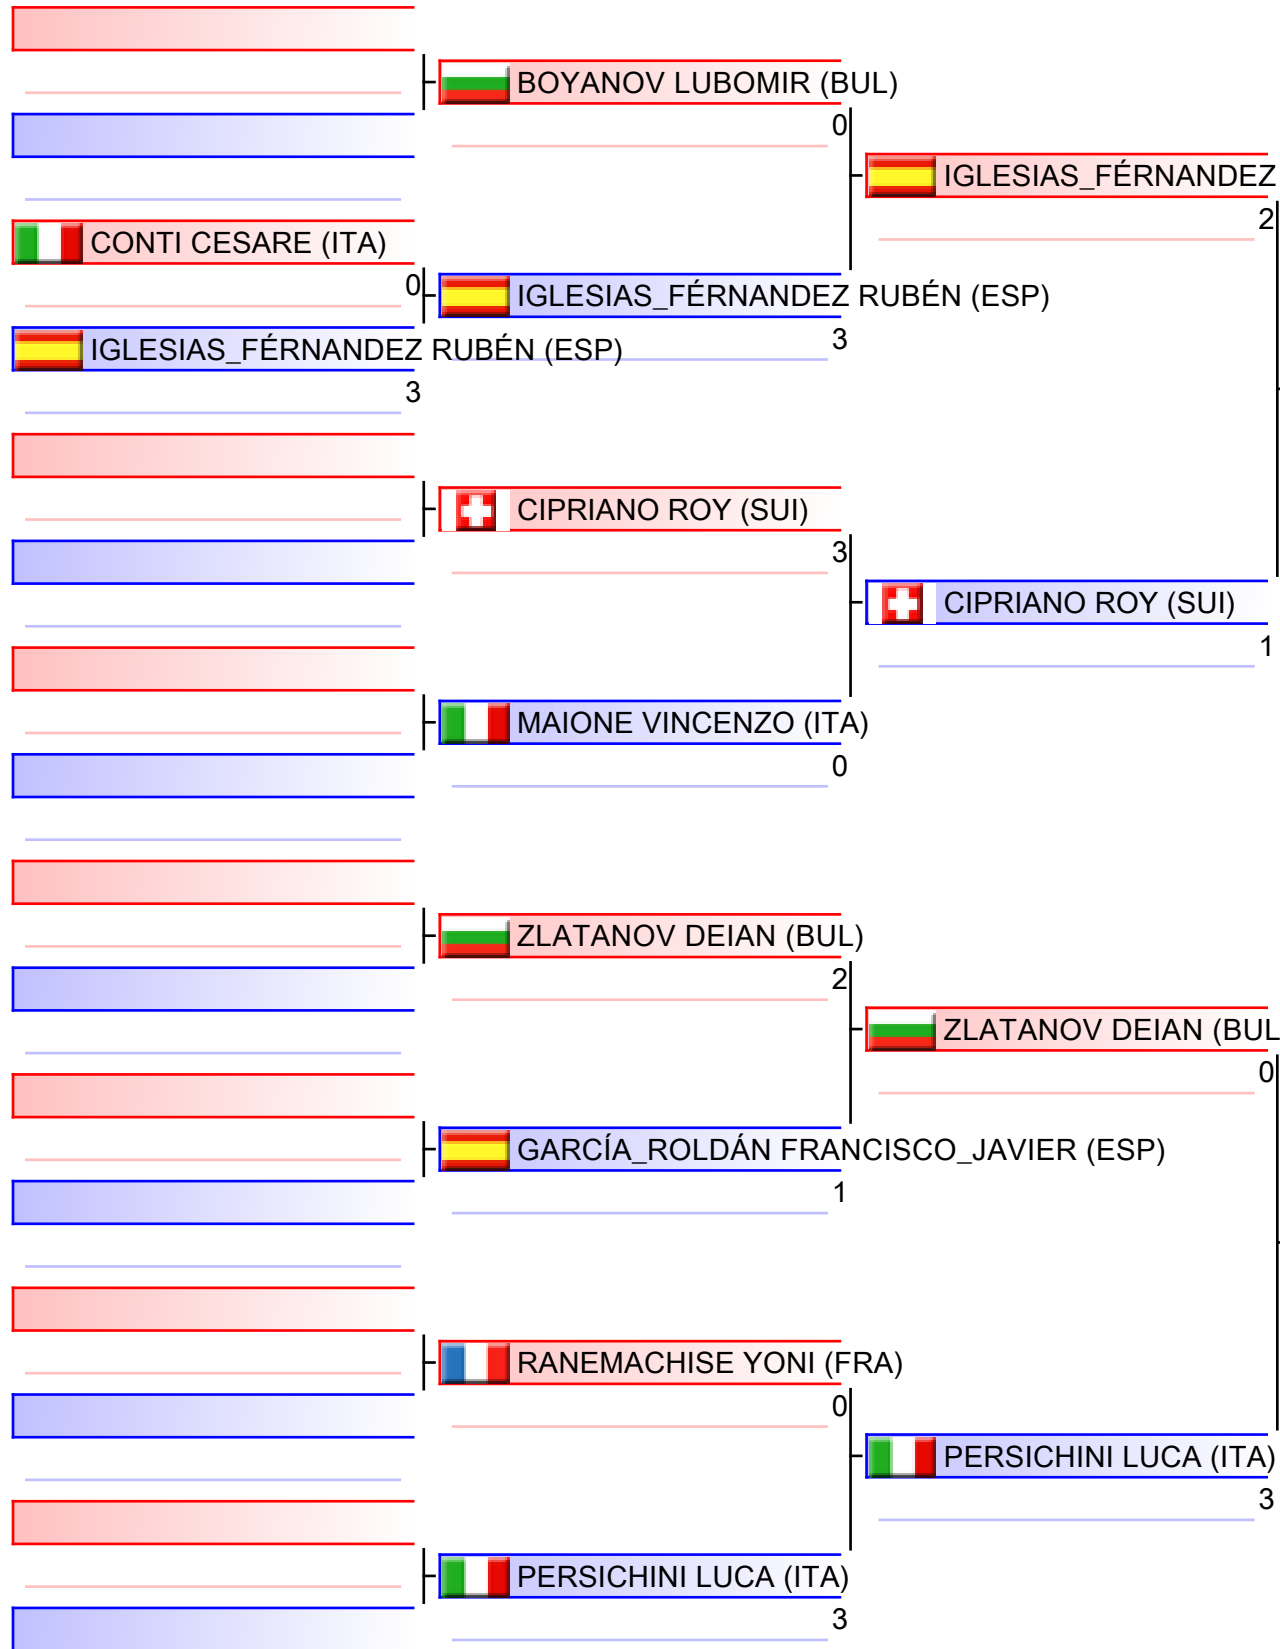 BOYANOV LUBOMIR (BUL)
0
IGLESIAS_FÉRNANDEZ
2
CONTI CESARE (ITA)
0
IGLESIAS_FÉRNANDEZ RUBÉN (ESP)
3
IGLESIAS_FÉRNANDEZ RUBÉN (ESP)
3
CIPRIANO ROY (SUI)
3
CIPRIANO ROY (SUI)
1
MAIONE VINCENZO (ITA)
0
ZLATANOV DEIAN (BUL)
2
ZLATANOV DEIAN (BUL
0
GARCÍA_ROLDÁN FRANCISCO_JAVIER (ESP)
1
RANEMACHISE YONI (FRA)
0
PERSICHINI LUCA (ITA)
3
PERSICHINI LUCA (ITA)
3